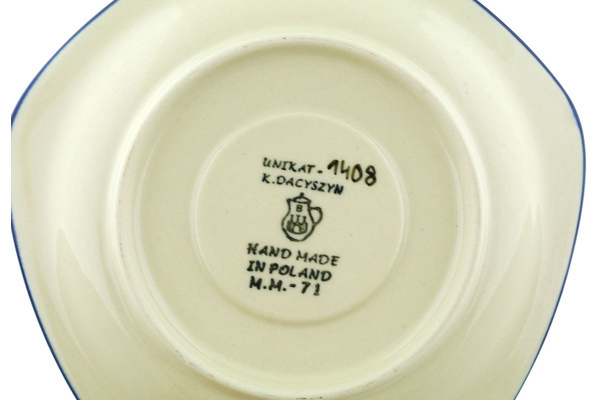 UNIKAT - 1408
K. DACYSZYN
B
HAND MADE
IN POLAND
M.M. - 71